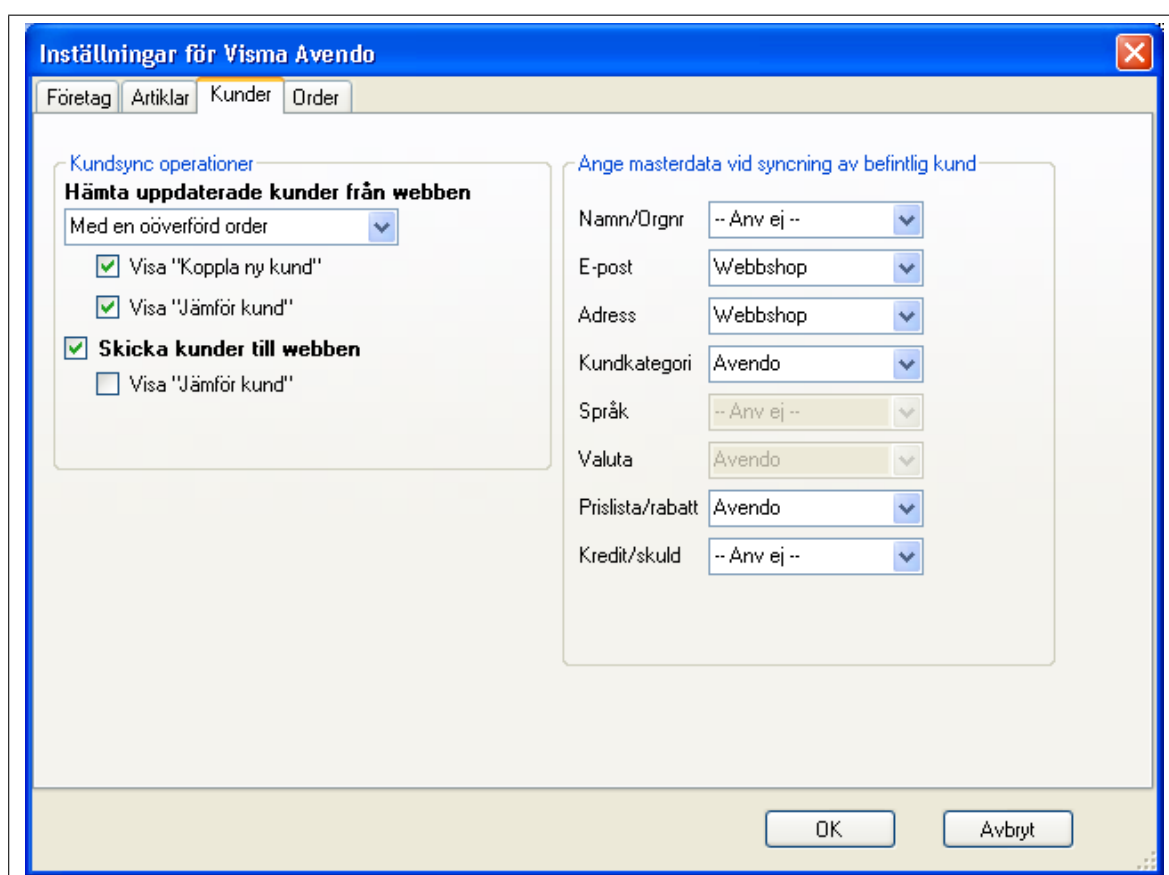 Inställningar för Visma Avendo
Företag Artiklar Kunder Order
Kundsync operationer
Hämta uppdaterade kunder från webben
Med en oöverförd order
Visa "Koppla ny kund"
Visa "Jämför kund"
Skicka kunder till webben
Visa "Jämför kund"
Ange masterdata vid syncning av befintlig kund
Namn/Orgnr -- Anv ej --
E-post Webbshop
Adress Webbshop
Kundkategori Avendo
Språk -- Anv ej --
Valuta Avendo
Prislista/rabatt Avendo
Kredit/skuld -- Anv ej --
OK Avbryt